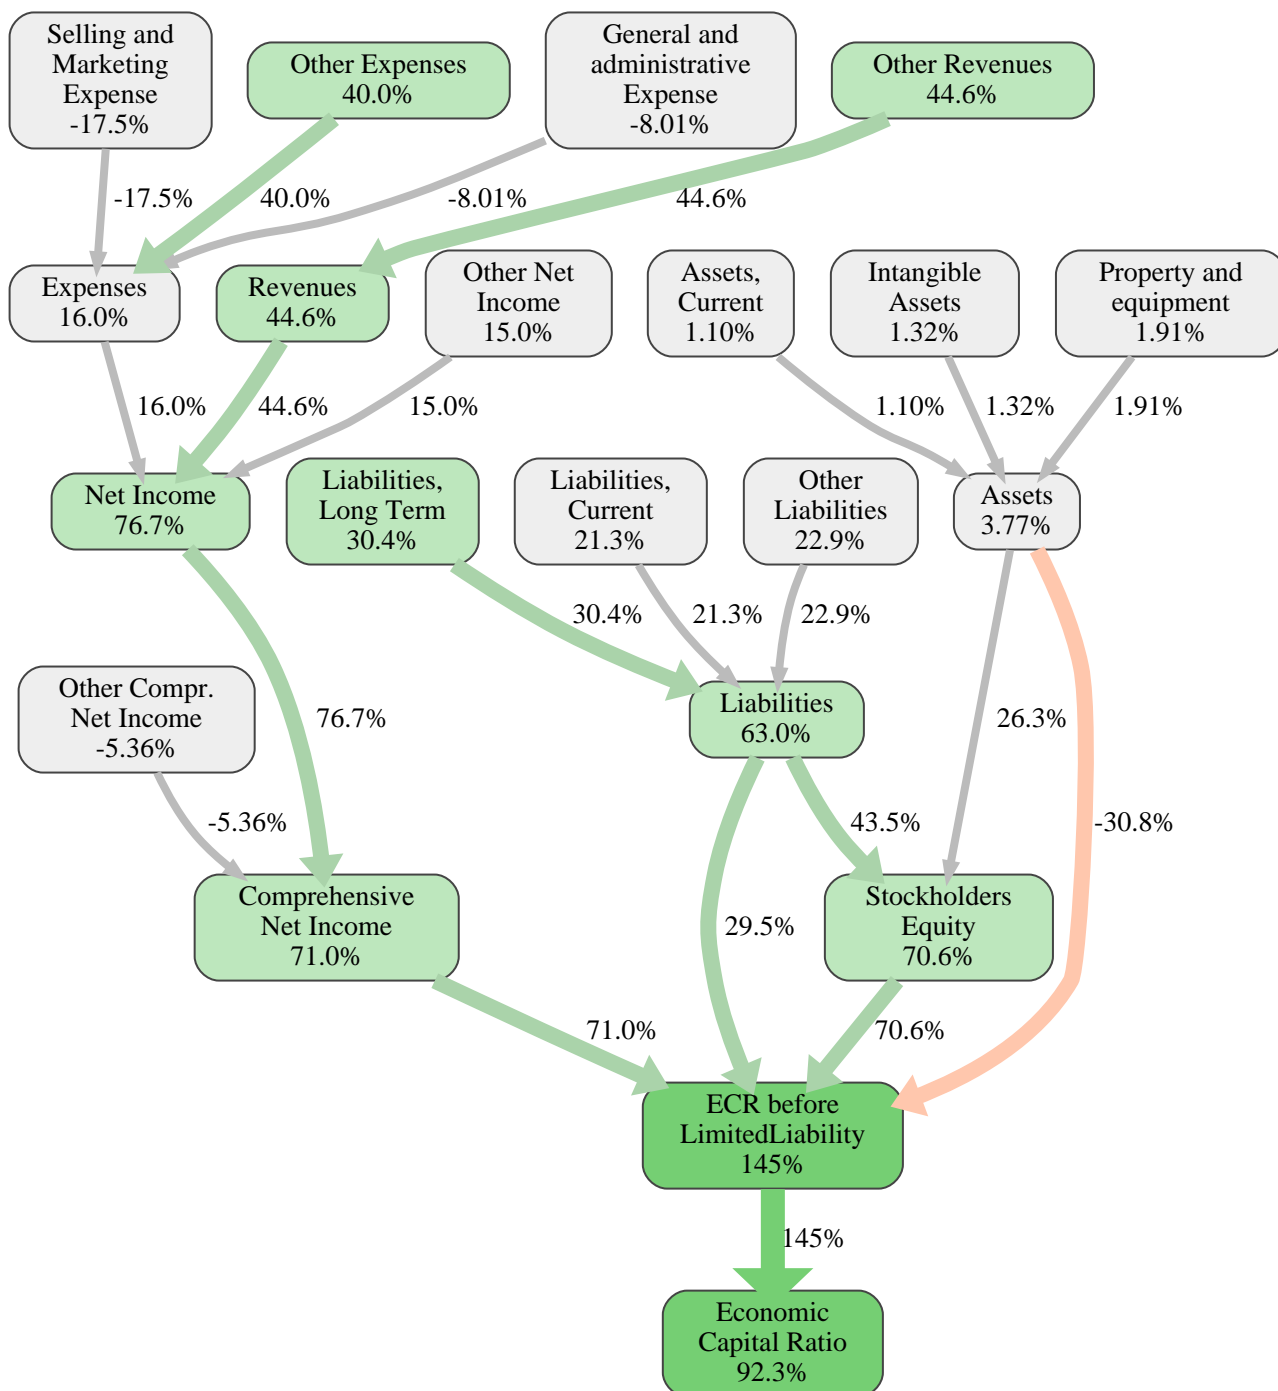 Selling and
Marketing
Expense
-17.5%
Other Expenses
40.0%
General and
administrative
Expense
-8.01%
Other Revenues
44.6%
-17.5%
40.0%
-8.01%
44.6%
Expenses
16.0%
Revenues
44.6%
Other Net
Income
15.0%
Assets,
Current
1.10%
Intangible
Assets
1.32%
Property and
equipment
1.91%
16.0%
44.6%
15.0%
1.10%
1.32%
1.91%
Net Income
76.7%
Liabilities,
Long Term
30.4%
Liabilities,
Current
21.3%
Other
Liabilities
22.9%
Assets
3.77%
30.4%
21.3%
22.9%
Other Compr.
Net Income
-5.36%
76.7%
Liabilities
63.0%
26.3%
-5.36%
43.5%
-30.8%
Comprehensive
Net Income
71.0%
29.5%
Stockholders
Equity
70.6%
71.0%
70.6%
ECR before
LimitedLiability
145%
145%
Economic
Capital Ratio
92.3%